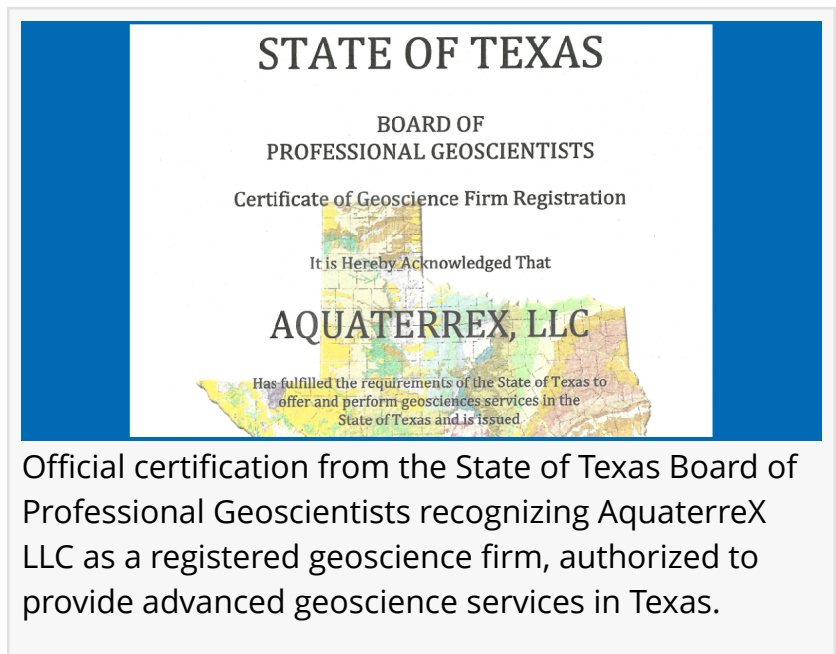 STATE OF TEXAS
BOARD OF
PROFESSIONAL GEOSCIENTISTS
Certificate of Geoscience Firm Registration
It is Hereby Acknowledged That
AQUATERREX, LLC
Has fulfilled the requirements of the State of Texas to
offer and perform geosciences services in the
State of Texas and is issued
Official certification from the State of Texas Board of
Professional Geoscientists recognizing AquaterreX
LLC as a registered geoscience firm, authorized to
provide advanced geoscience services in Texas.